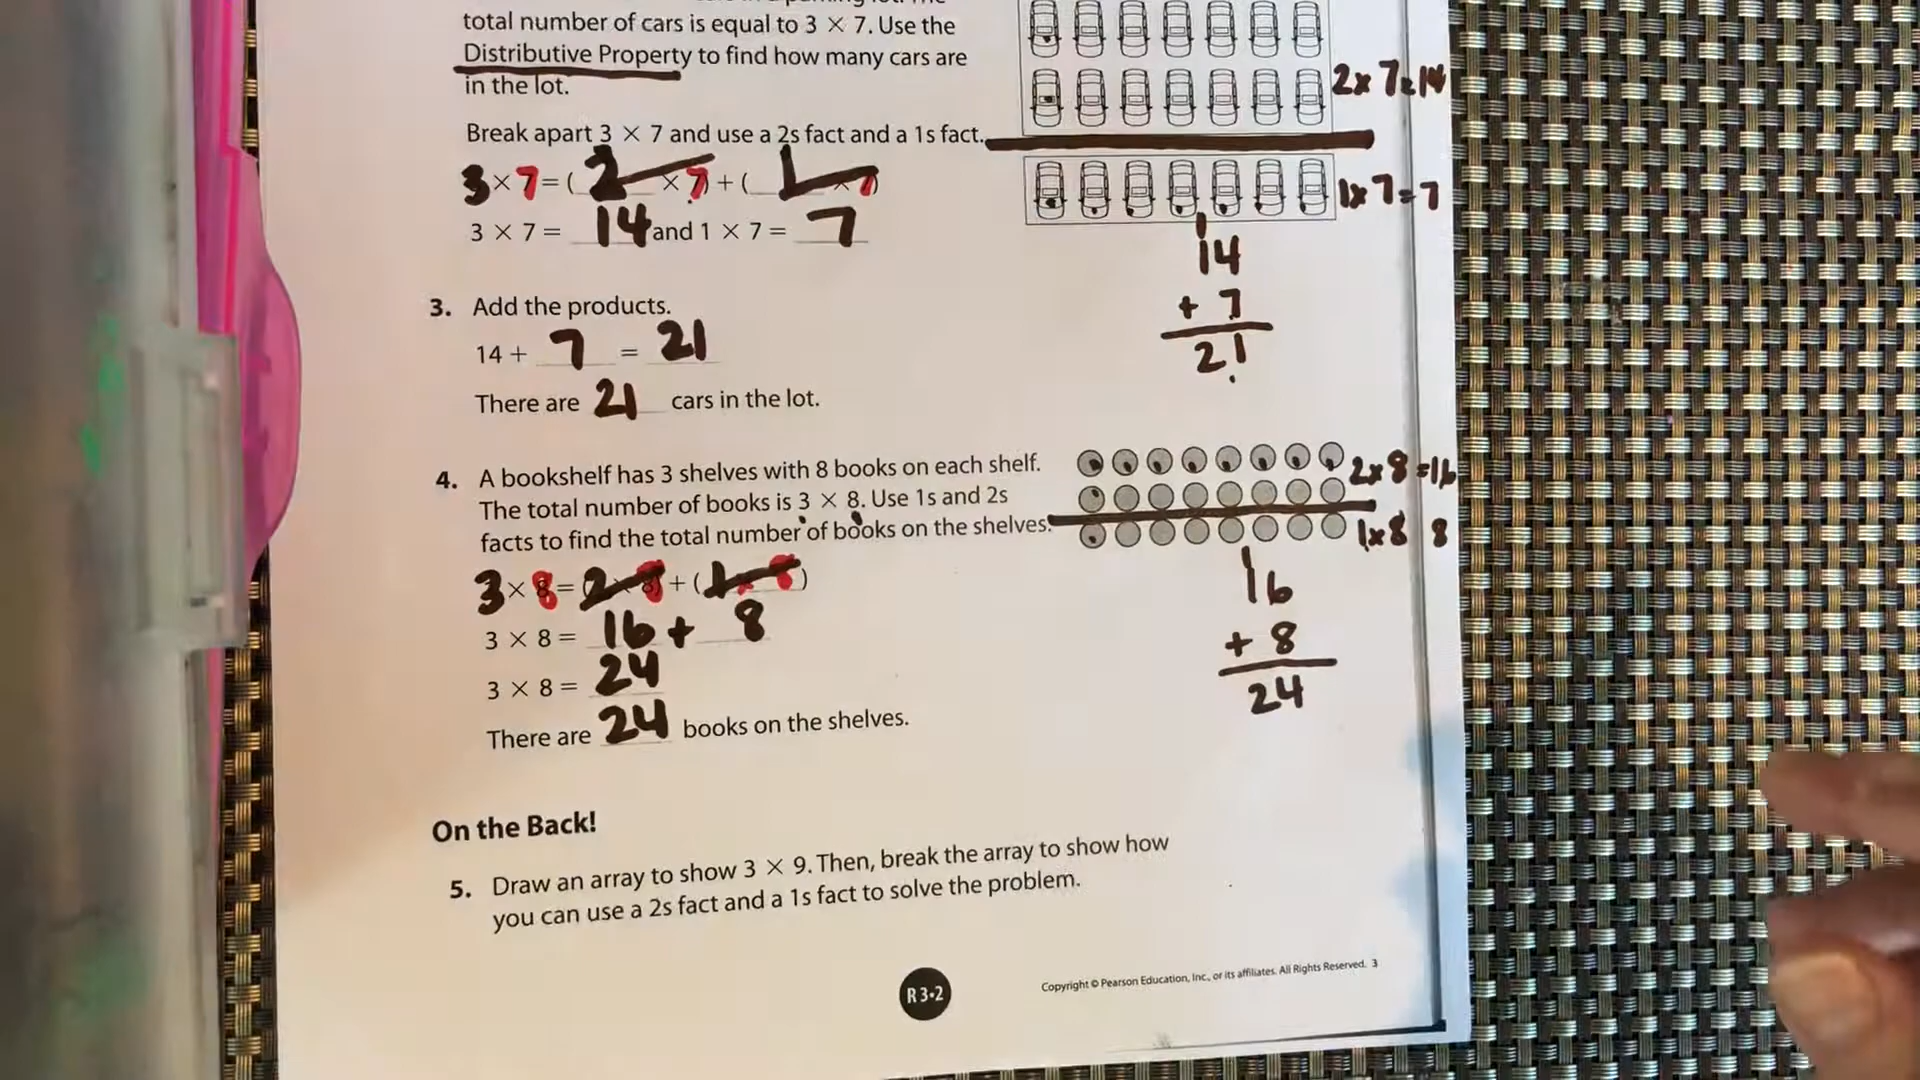 total number of cars is equal to 3 × 7. Use the
Distributive Property to find how many cars are
in the lot.
2x 7=14
Break apart 3 × 7 and use a 2s fact and a 1s fact.
3 × 7 = ( 2 × 7) + ( 1 × 7)
1x 7 = 7
3 × 7 = 14 and 1 × 7 = 7
14
+ 7
21
3. Add the products.
14 + 7 = 21
There are 21 cars in the lot.
4. A bookshelf has 3 shelves with 8 books on each shelf.
The total number of books is 3 × 8. Use 1s and 2s
facts to find the total number of books on the shelves.
2x 8 =16
1x8 8
3 × 8 = (2 × 8) + (1 × 8)
3 × 8 = 16 + 8
3 × 8 = 24
There are 24 books on the shelves.
16
+ 8
24
On the Back!
5. Draw an array to show 3 × 9. Then, break the array to show how
you can use a 2s fact and a 1s fact to solve the problem.
R 3•2
Copyright © Pearson Education, Inc., or its affiliates. All Rights Reserved. 3